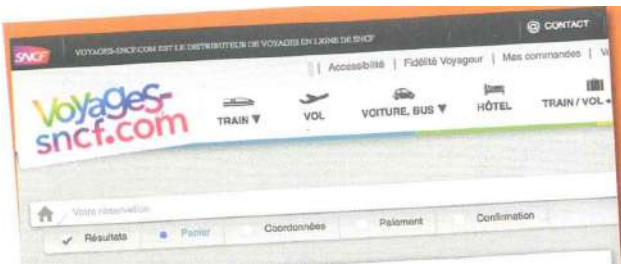 SNCF VOYAGES-SNCF.COM EST LE DISTRIBUTEUR DE VOYAGES EN LIGNE DE SNCF @ CONTACT
| Accessibilité | Fidélité Voyageur | Mes commandes |
Voyages-
sncf.com
TRAIN ▼ VOL VOITURE, BUS ▼ HÔTEL TRAIN / VOL +
Votre réservation
✓ Résultats • Panier Coordonnées Paiement Confirmation